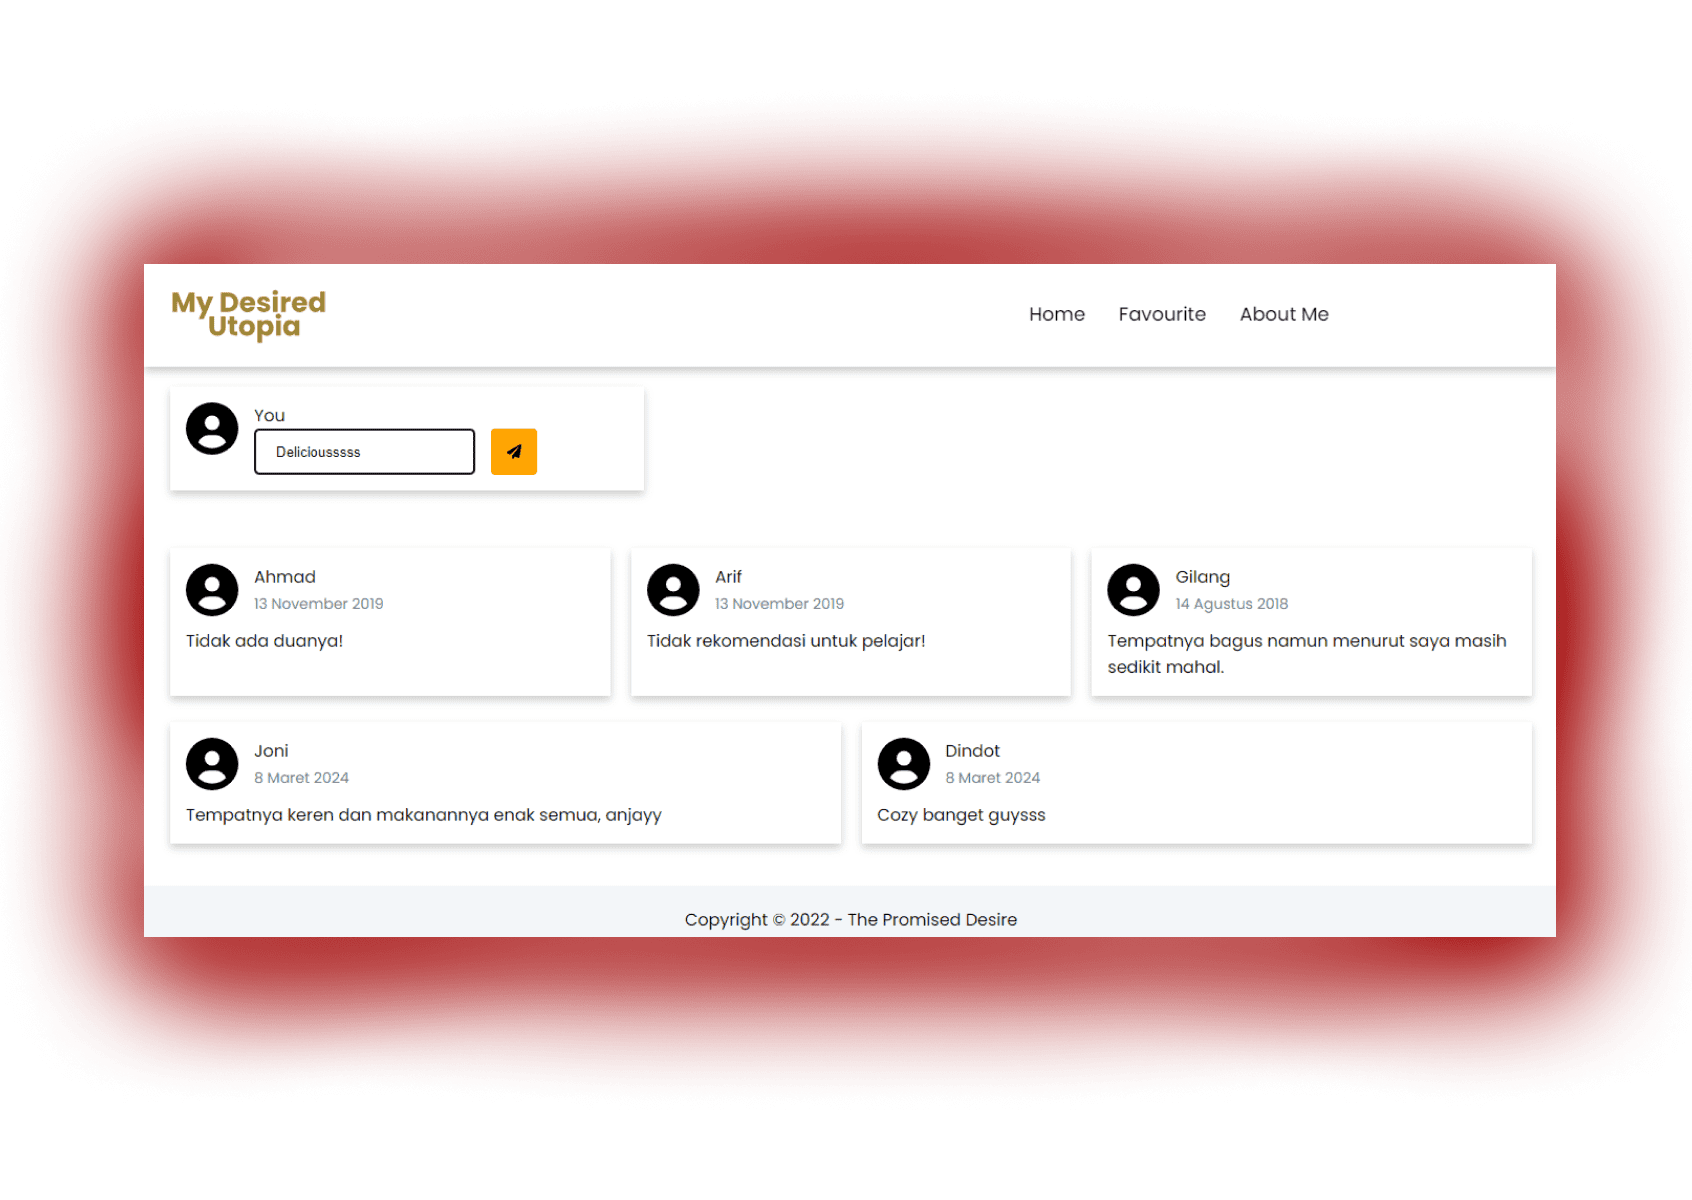 My Desired
Utopia
Home Favourite About Me
You
Deliciousssss
Ahmad
13 November 2019
Tidak ada duanya!
Arif
13 November 2019
Tidak rekomendasi untuk pelajar!
Gilang
14 Agustus 2018
Tempatnya bagus namun menurut saya masih
sedikit mahal.
Joni
8 Maret 2024
Tempatnya keren dan makanannya enak semua, anjayy
Dindot
8 Maret 2024
Cozy banget guysss
Copyright © 2022 - The Promised Desire